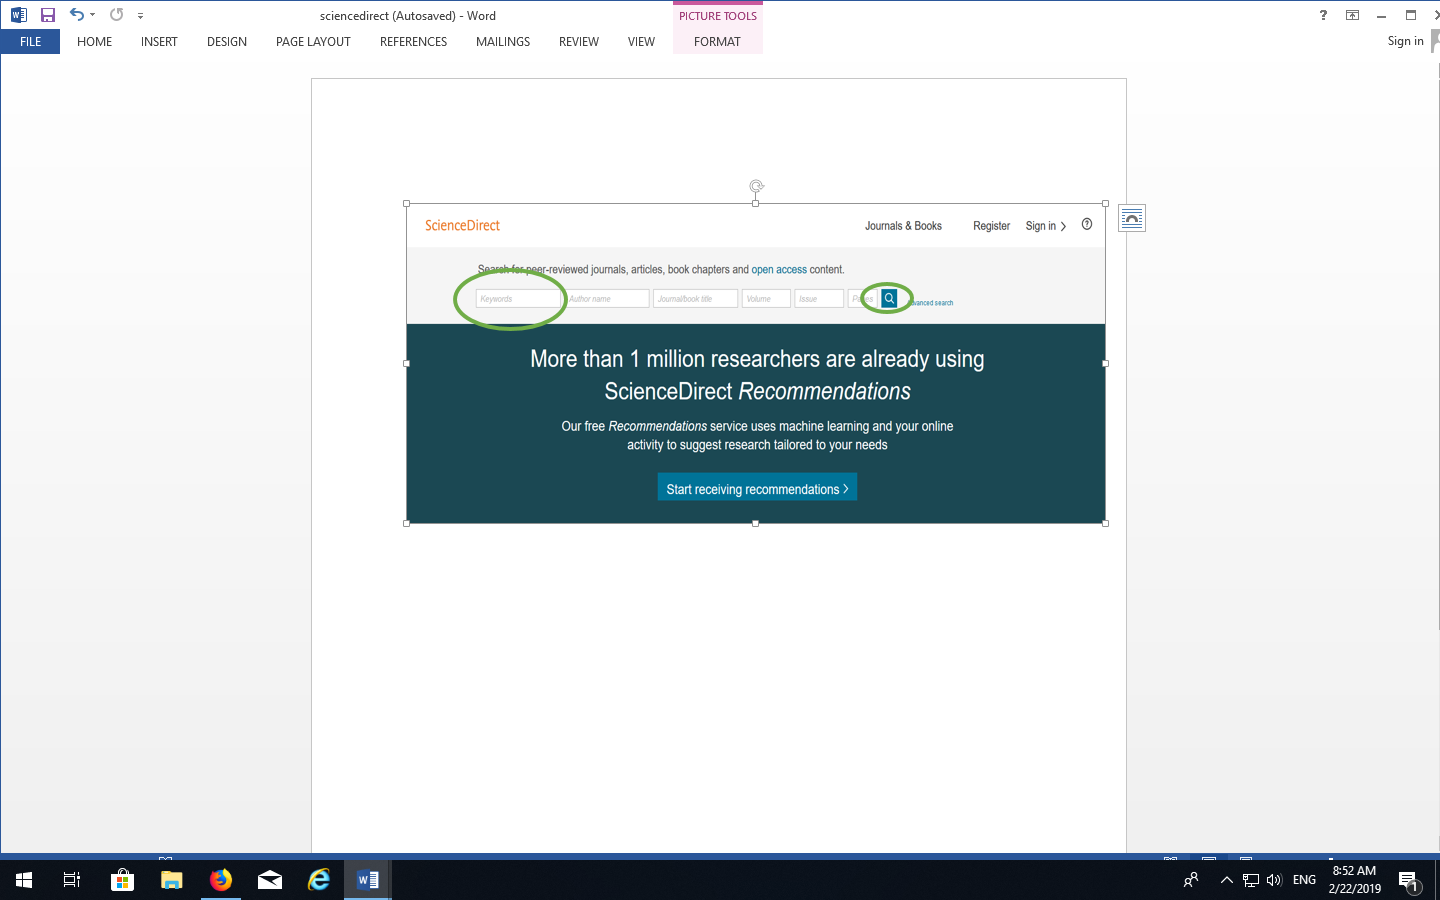 sciencedirect (Autosaved) - Word
PICTURE TOOLS
?
FILE HOME INSERT DESIGN PAGE LAYOUT REFERENCES MAILINGS REVIEW VIEW FORMAT Sign in
ScienceDirect Journals & Books Register Sign in
Search for peer-reviewed journals, articles, book chapters and open access content.
Keywords Author name Journal/book title Volume Issue Pages advanced search
More than 1 million researchers are already using
ScienceDirect Recommendations
Our free Recommendations service uses machine learning and your online
activity to suggest research tailored to your needs
Start receiving recommendations
ENG
8:52 AM
2/22/2019
1